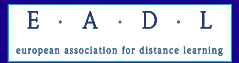 E · A · D · L
european association for distance learning